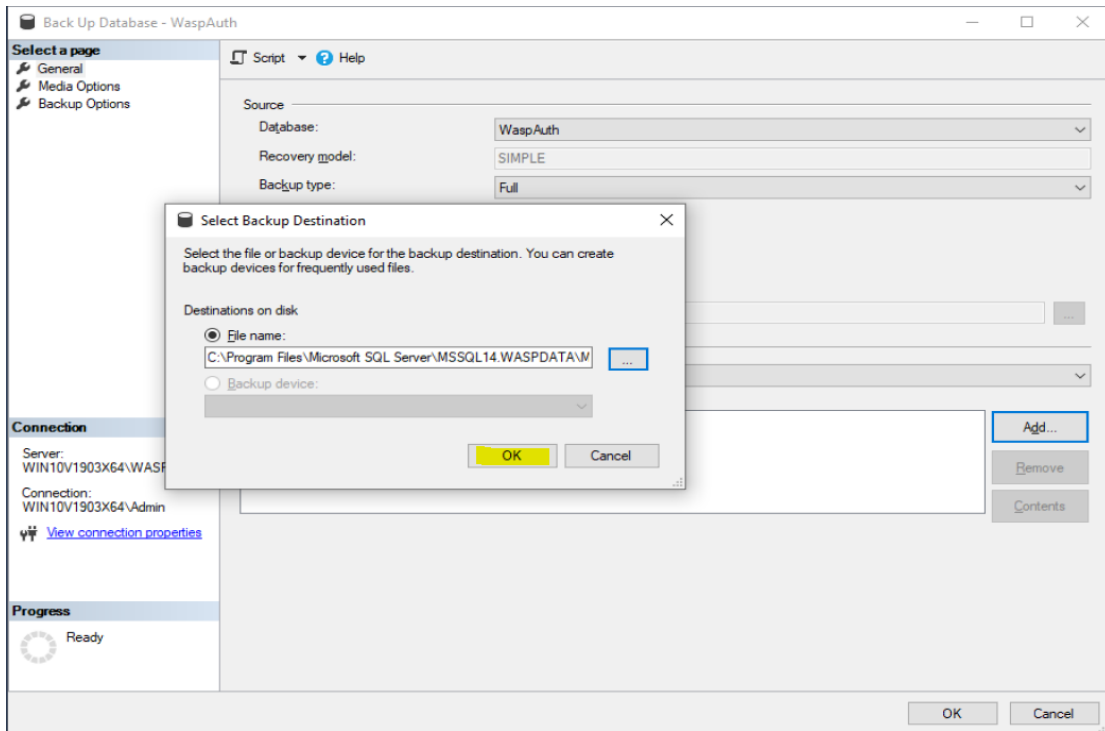 Back Up Database - WaspAuth
Select a page
General
Media Options
Backup Options
Script
Help
Source
Database:
WaspAuth
Recovery model:
SIMPLE
Backup type:
Full
Select Backup Destination
Select the file or backup device for the backup destination. You can create
backup devices for frequently used files.
Destinations on disk
File name:
C:\Program Files\Microsoft SQL Server\MSSQL14.WASPDATA\M
...
Backup device:
OK
Cancel
...
Add...
Remove
Contents
Connection
Server:
WIN10V1903X64\WASP
Connection:
WIN10V1903X64\Admin
View connection properties
Progress
Ready
OK
Cancel